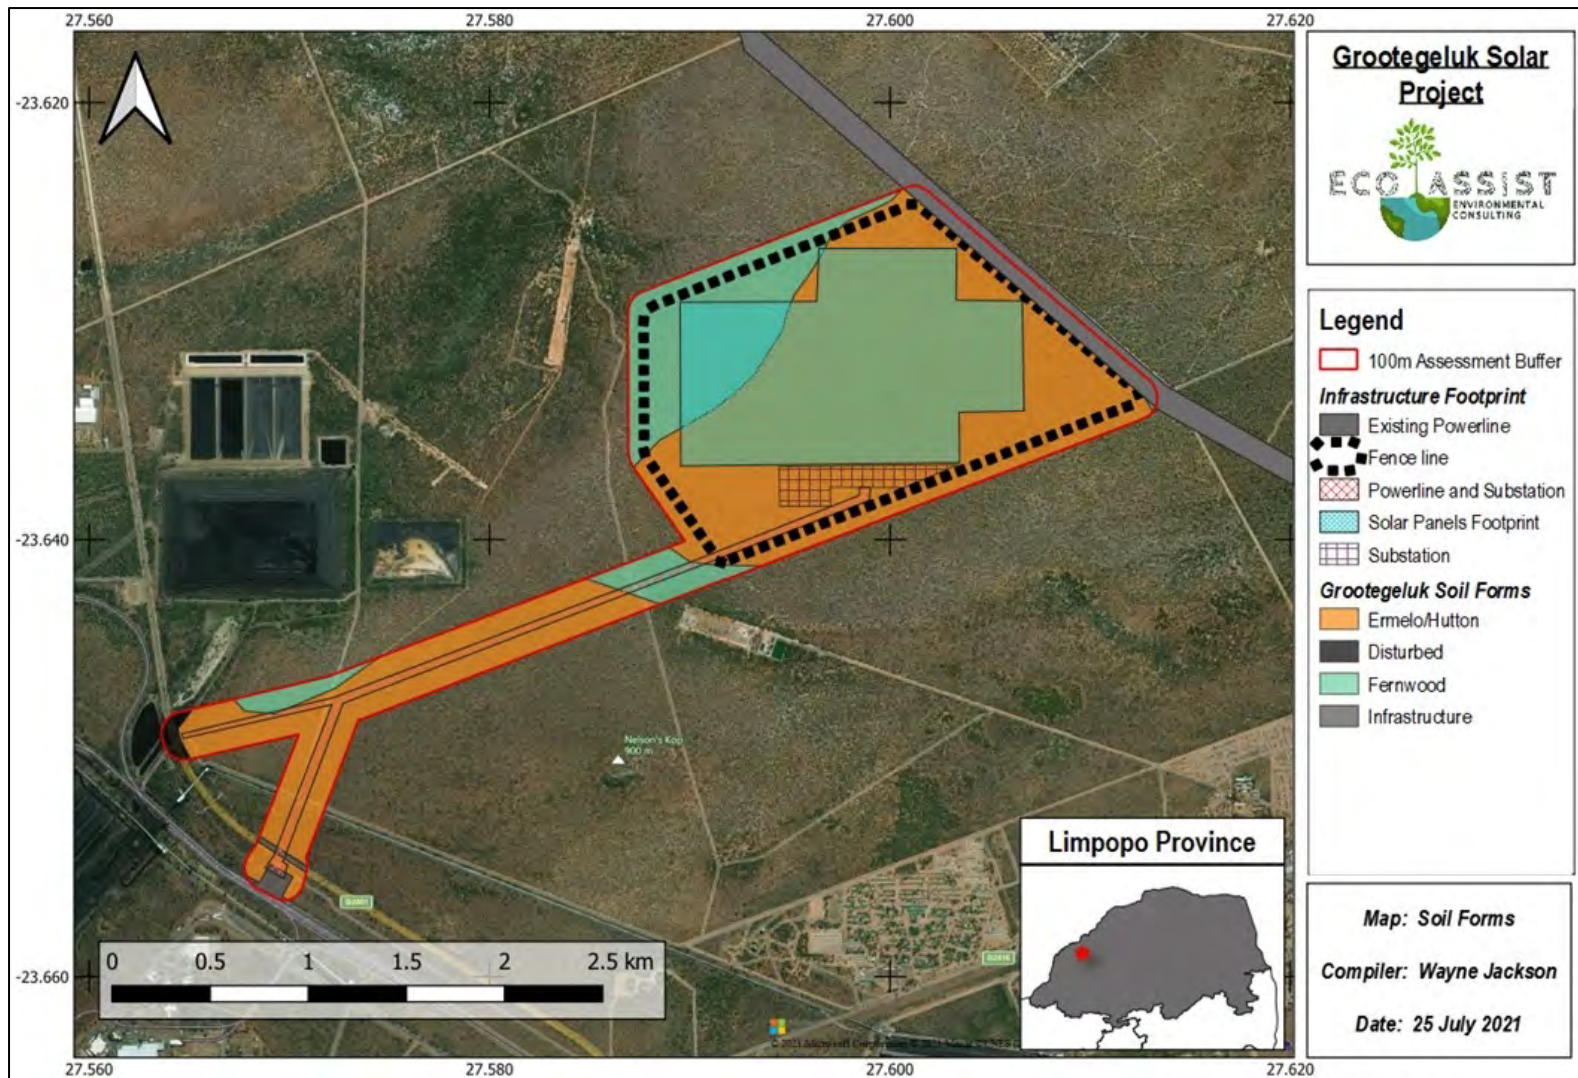 27.560
27.580
27.600
27.620
-23.620
-23.640
-23.660
Nelson's Kop
900 m
0 0.5 1 1.5 2 2.5 km
Limpopo Province
27.560
27.580
27.600
27.620
Grootegeluk Solar
Project
ECO ASSIST
ENVIRONMENTAL
CONSULTING
Legend
100m Assessment Buffer
Infrastructure Footprint
Existing Powerline
Fence line
Powerline and Substation
Solar Panels Footprint
Substation
Grootegeluk Soil Forms
Ermelo/Hutton
Disturbed
Fernwood
Infrastructure
Map: Soil Forms
Compiler: Wayne Jackson
Date: 25 July 2021